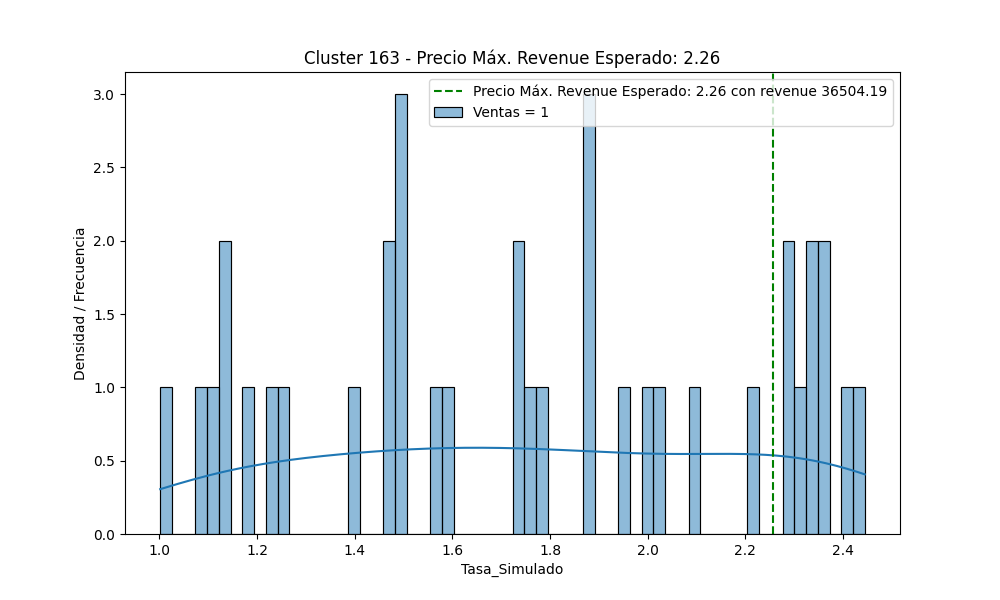 Cluster 163 - Precio Máx. Revenue Esperado: 2.26
Precio Máx. Revenue Esperado: 2.26 con revenue 36504.19
Ventas = 1
3.0
2.5
2.0
1.5
1.0
0.5
0.0
Densidad / Frecuencia
1.0 1.2 1.4 1.6 1.8 2.0 2.2 2.4
Tasa_Simulado